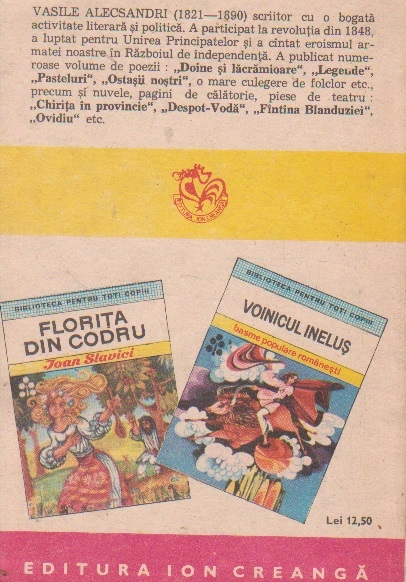 VASILE ALECSANDRI (1821—1890) scriitor cu o bogată
activitate literară și politică. A participat la revoluția din 1848,
a luptat pentru Unirea Principatelor și a cîntat eroismul ar-
matei noastre în Războiul de independență. A publicat nume-
roase volume de poezii : „Doine și lăcrămioare“, „Legende“,
„Pasteluri“, „Ostașii noștri“, o mare culegere de folclor etc.,
precum și nuvele, pagini de călătorie, piese de teatru :
„Chirița în provincie“, „Despot-Vodă“, „Fîntîna Blanduziei“,
„Ovidiu“ etc.
EDITURA ION CREANGĂ
BIBLIOTECA PENTRU TOȚI COPIII
FLORIȚA
DIN CODRU
Ioan Slavici
BIBLIOTECA PENTRU TOȚI COPIII
VOINICUL INELUȘ
basme populare românești
Lei 12,50
EDITURA ION CREANGĂ